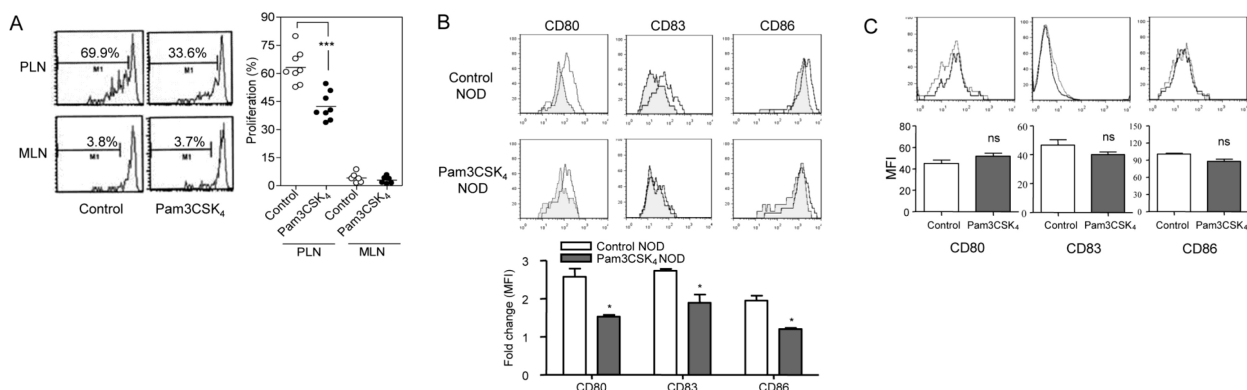 A
PLN
69.9%
M1
33.6%
M1
MLN
3.8%
M1
3.7%
M1
Control
Pam3CSK4
Proliferation (%)
90
75
60
45
30
15
0
***
Control
Pam3CSK4
Control
Pam3CSK4
PLN
MLN
B
CD80
CD83
CD86
Control
NOD
Pam3CSK4
NOD
Control NOD
Pam3CSK4 NOD
Fold change (MFI)
3
2
1
0
*
*
*
CD80
CD83
CD86
C
MFI
80
60
40
20
0
ns
Control
Pam3CSK4
CD80
60
40
20
0
ns
Control
Pam3CSK4
CD83
150
120
90
60
30
0
ns
Control
Pam3CSK4
CD86